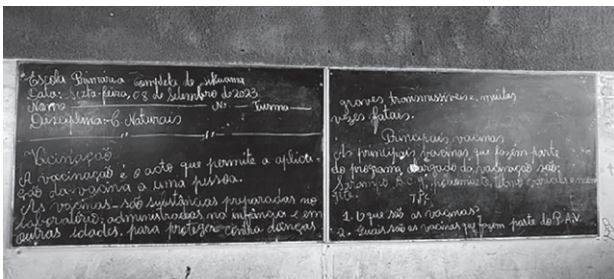 Escola Primária Completa de
Data: Sexta-feira, 08 de Setembro de 2023
Nome Nº Turma
Disciplina: C. Naturais
Vacinação
A vacinação é o acto que permite a aplica-
ção da vacina a uma pessoa.
As vacinas - são substâncias preparadas no
laboratório; administradas na infância e em
outras idades, para proteger contra doenças
graves transmissíveis e, muitas
vezes fatais.
Principais vacinas
As principais vacinas que fazem parte
do programa alargado da vacinação são:
Sarampo, B.C.G, poliomielite, tétano
TPC
1. O que são as vacinas?
2. Quais são as vacinas que fazem parte do P.A.V.